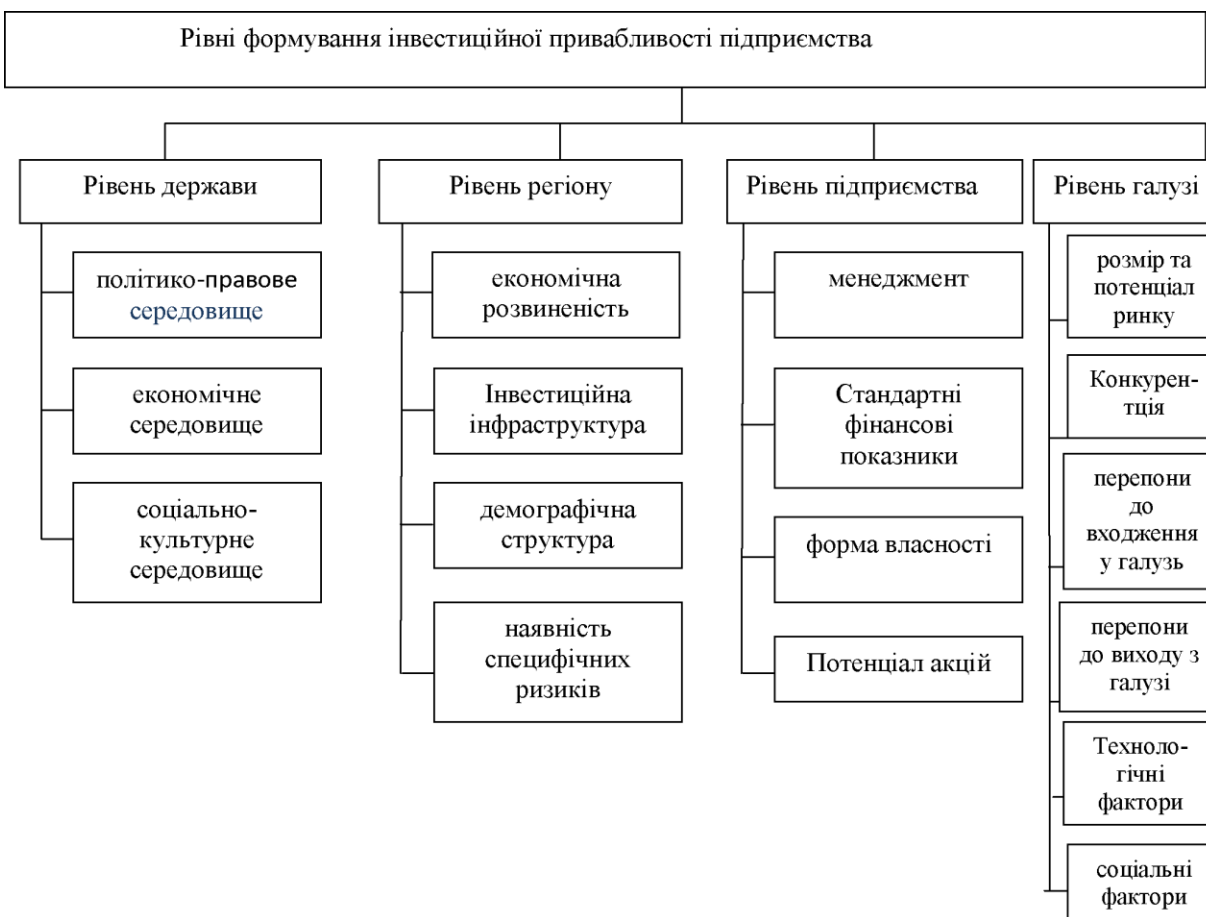 Рівні формування інвестиційної привабливості підприємства
Рівень держави
політико-правове
середовище
економічне
середовище
соціально-
культурне
середовище
Рівень регіону
економічна
розвиненість
Інвестиційна
інфраструктура
демографічна
структура
наявність
специфічних
ризиків
Рівень підприємства
менеджмент
Стандартні
фінансові
показники
форма власності
Потенціал акцій
Рівень галузі
розмір та
потенціал
ринку
Конкурен-
тція
перепони
до
входження
у галузь
перепони
до виходу з
галузі
Техноло-
гічні
фактори
соціальні
фактори